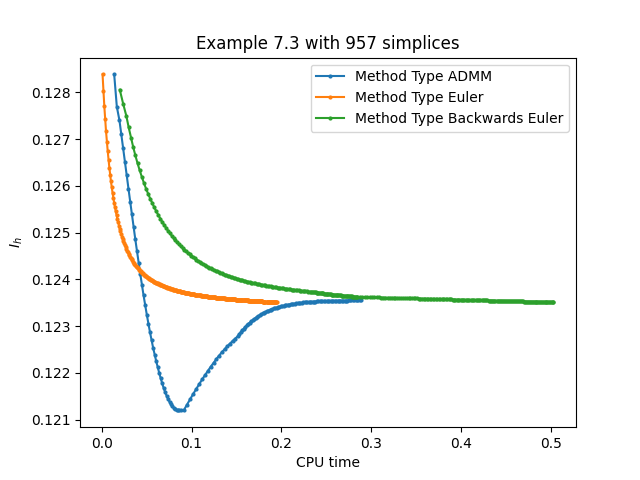 Example 7.3 with 957 simplices
Method Type ADMM
Method Type Euler
Method Type Backwards Euler
0.128
0.127
0.126
0.125
0.124
0.123
0.122
0.121
I_h
0.0 0.1 0.2 0.3 0.4 0.5
CPU time